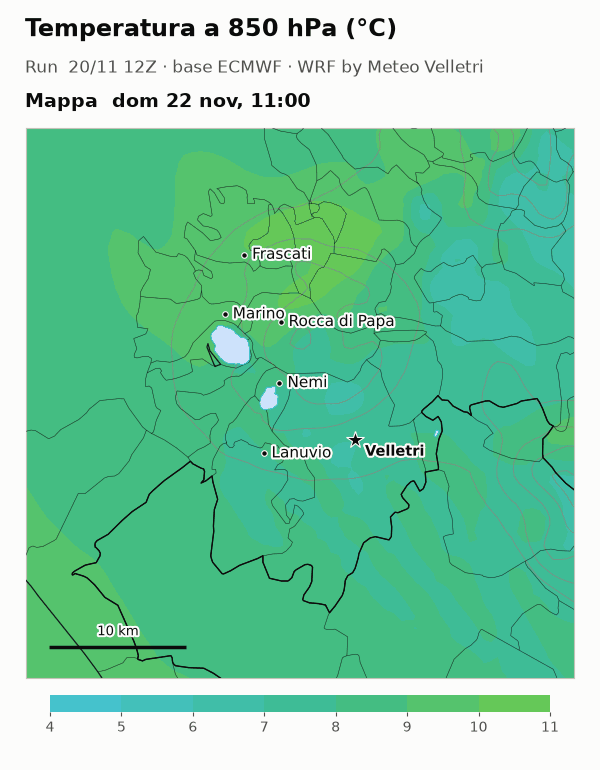 Temperatura a 850 hPa (°C)
Run 20/11 12Z · base ECMWF · WRF by Meteo Velletri
Mappa dom 22 nov, 11:00
Frascati
Marino
Rocca di Papa
Nemi
Velletri
Lanuvio
10 km
4 5 6 7 8 9 10 11